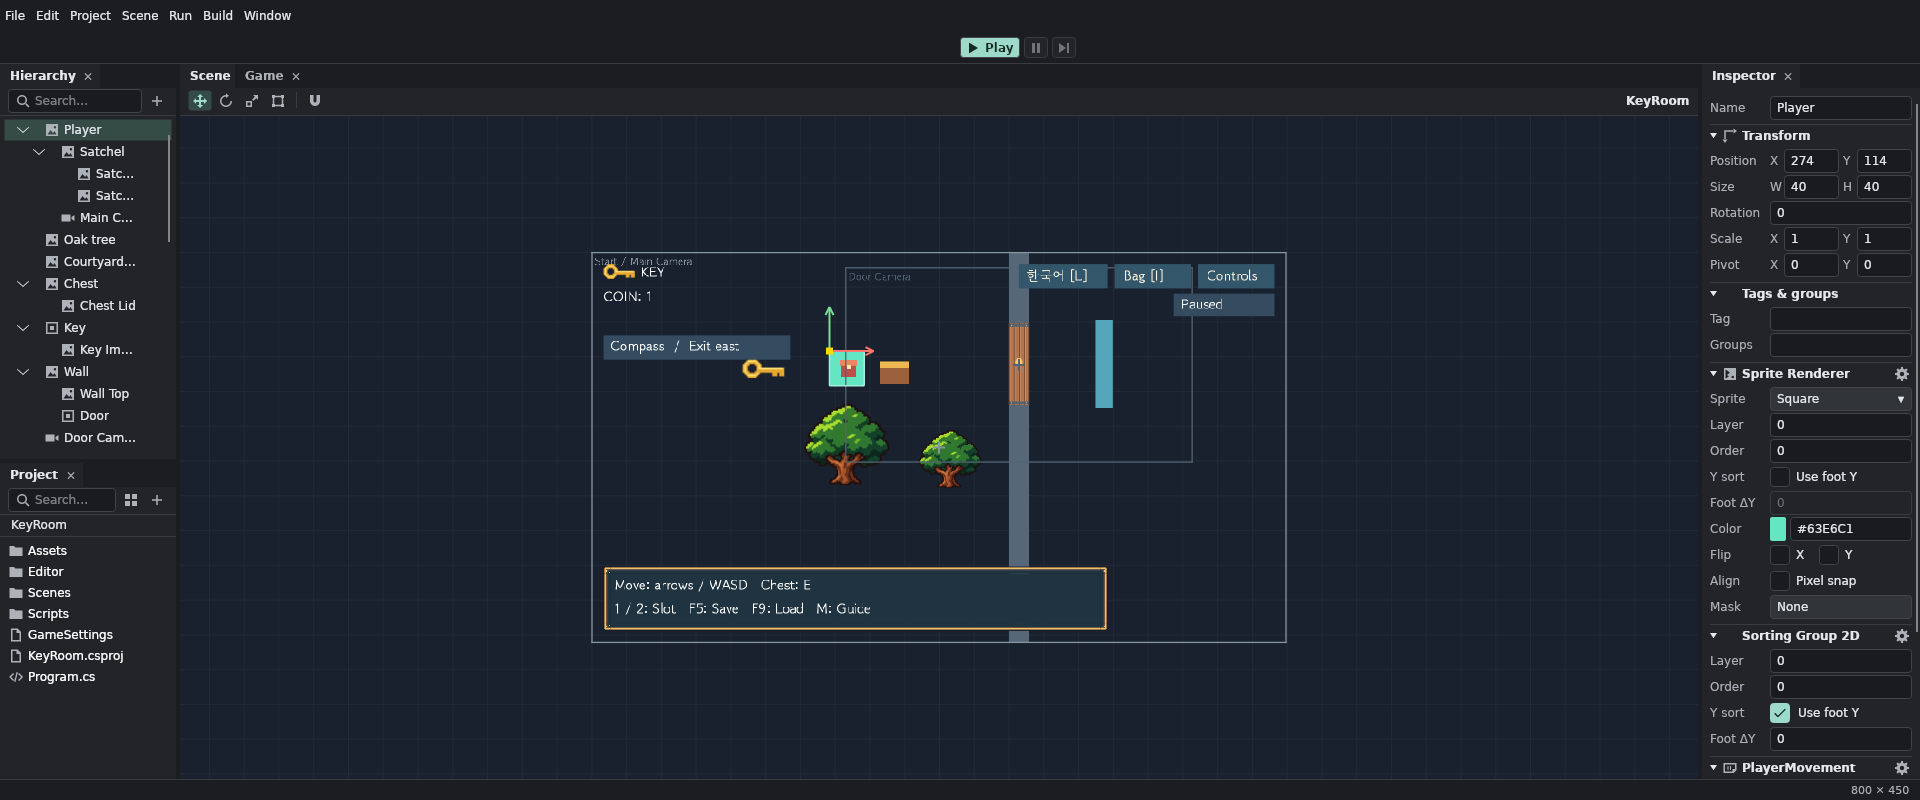 File Edit Project Scene Run Build Window
Play
Hierarchy
Search...
Player
Satchel
Satc...
Satc...
Main C...
Oak tree
Courtyard...
Chest
Chest Lid
Key
Key Im...
Wall
Wall Top
Door
Door Cam...
Project
Search...
KeyRoom
Assets
Editor
Scenes
Scripts
GameSettings
KeyRoom.csproj
Program.cs
Scene Game
KeyRoom
Start / Main Camera
KEY
COIN: 1
Door Camera
한국어 [L] Bag [I] Controls
Paused
Compass / Exit east
Move: arrows / WASD Chest: E
1 / 2: Slot F5: Save F9: Load M: Guide
Inspector
Name Player
Transform
Position X 274 Y 114
Size W 40 H 40
Rotation 0
Scale X 1 Y 1
Pivot X 0 Y 0
Tags & groups
Tag
Groups
Sprite Renderer
Sprite Square
Layer 0
Order 0
Y sort Use foot Y
Foot ΔY 0
Color #63E6C1
Flip X Y
Align Pixel snap
Mask None
Sorting Group 2D
Layer 0
Order 0
Y sort Use foot Y
Foot ΔY 0
PlayerMovement
800 × 450